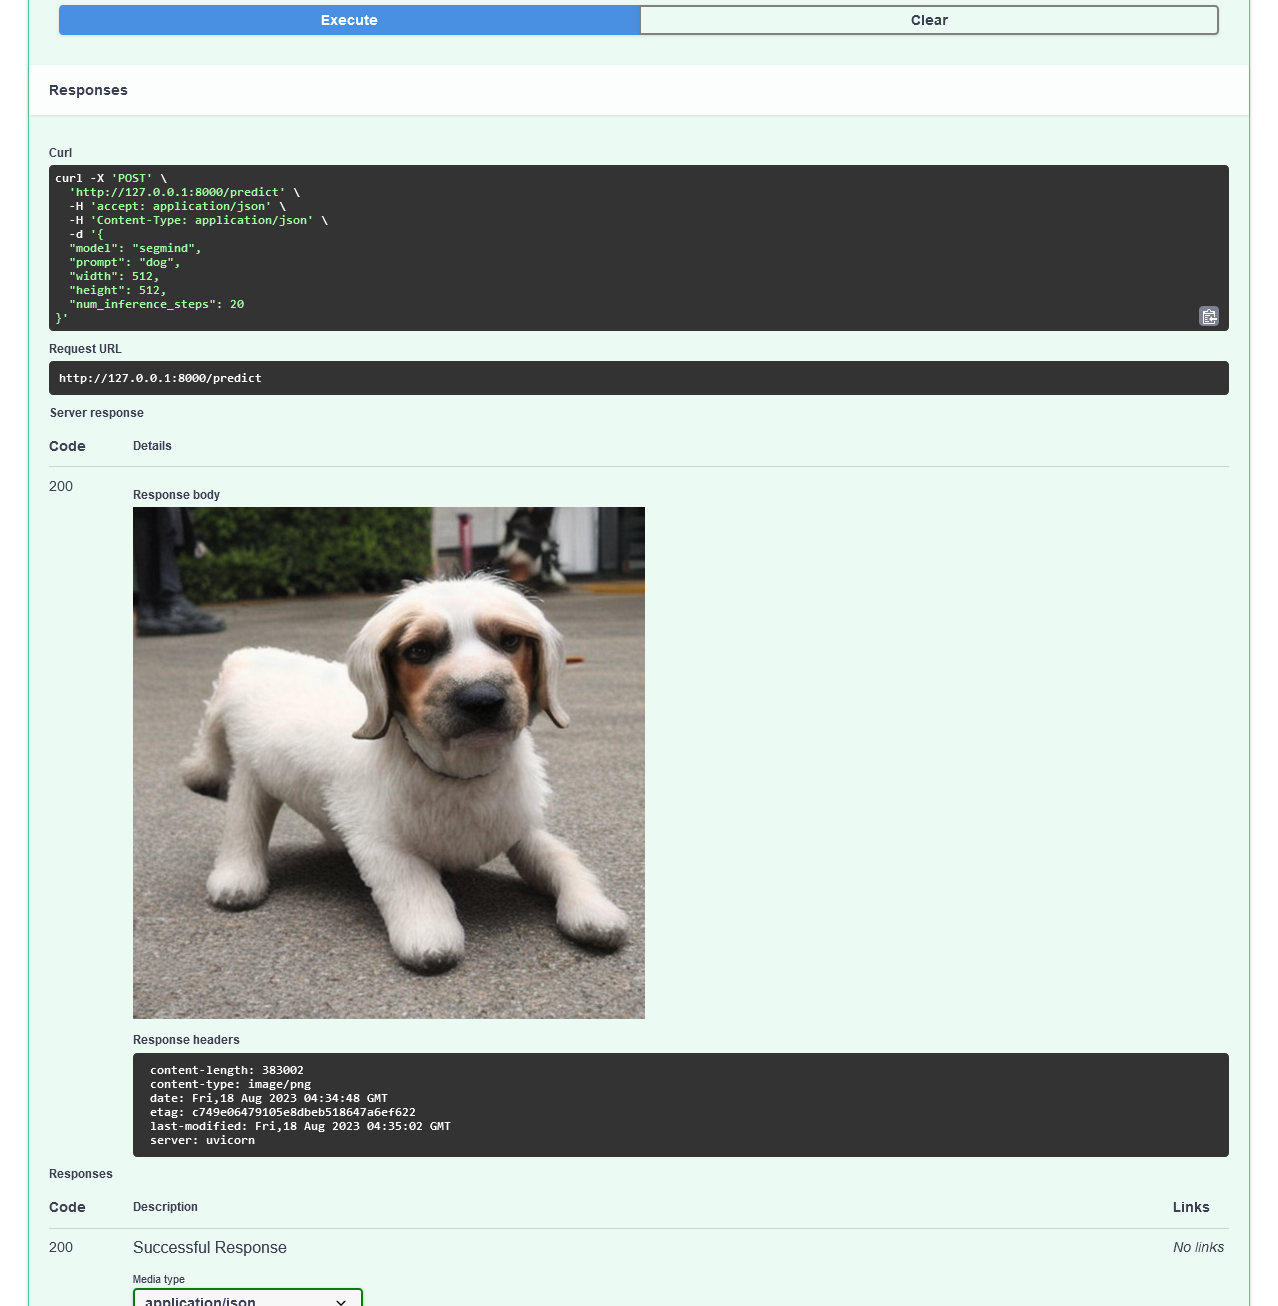 Execute
Clear
Responses
Curl
curl -X 'POST' \
'http://127.0.0.1:8000/predict' \
-H 'accept: application/json' \
-H 'Content-Type: application/json' \
-d '{
"model": "segmind",
"prompt": "dog",
"width": 512,
"height": 512,
"num_inference_steps": 20
}'
Request URL
http://127.0.0.1:8000/predict
Server response
Code Details
200
Response body
Response headers
content-length: 383002
content-type: image/png
date: Fri,18 Aug 2023 04:34:48 GMT
etag: c749e06479105e8dbeb518647a6ef622
last-modified: Fri,18 Aug 2023 04:35:02 GMT
server: uvicorn
Responses
Code Description Links
200 Successful Response No links
Media type
application/json